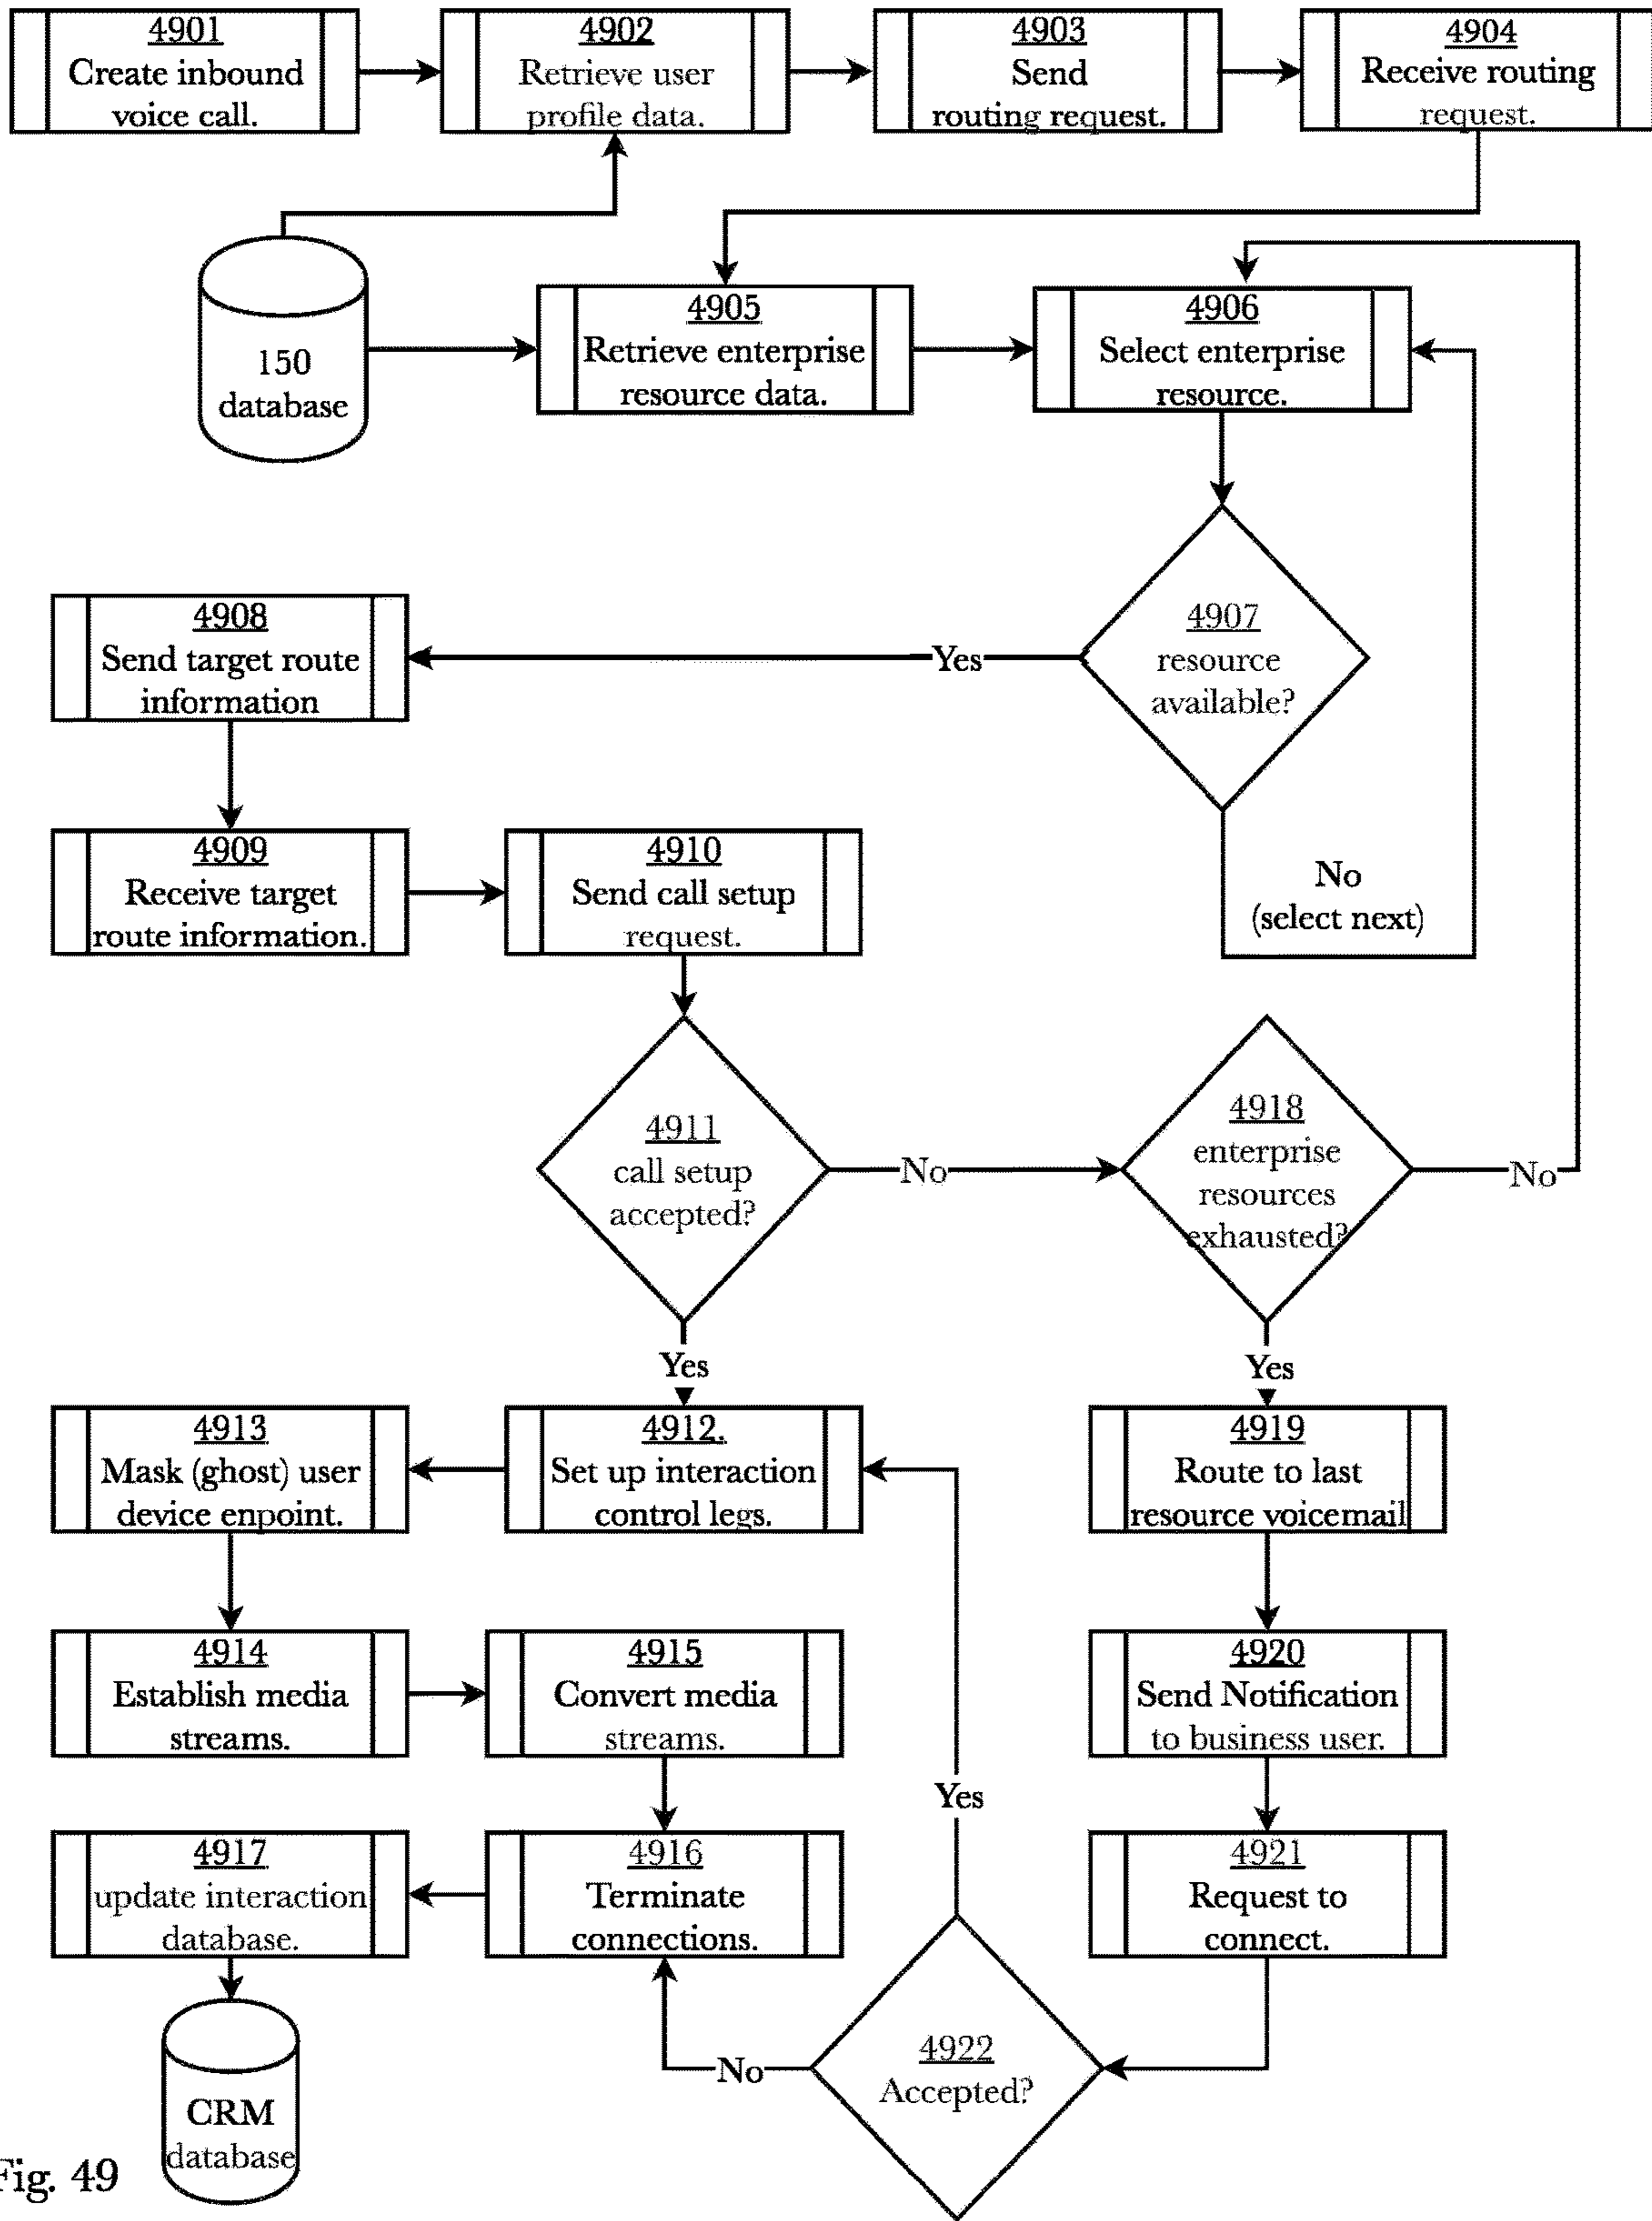 4901
Create inbound
voice call.
4902
Retrieve user
profile data.
4903
Send
routing request.
4904
Receive routing
request.
150
database
4905
Retrieve enterprise
resource data.
4906
Select enterprise
resource.
4907
resource
available?
Yes
No
(select next)
4908
Send target route
information
4909
Receive target
route information.
4910
Send call setup
request.
4911
call setup
accepted?
No
Yes
4918
enterprise
resources
exhausted?
No
Yes
4913
Mask (ghost) user
device enpoint.
4912.
Set up interaction
control legs.
4919
Route to last
resource voicemail
4914
Establish media
streams.
4915
Convert media
streams.
4920
Send Notification
to business user.
Yes
4917
update interaction
database.
4916
Terminate
connections.
4921
Request to
connect.
4922
Accepted?
No
CRM
database
Fig. 49